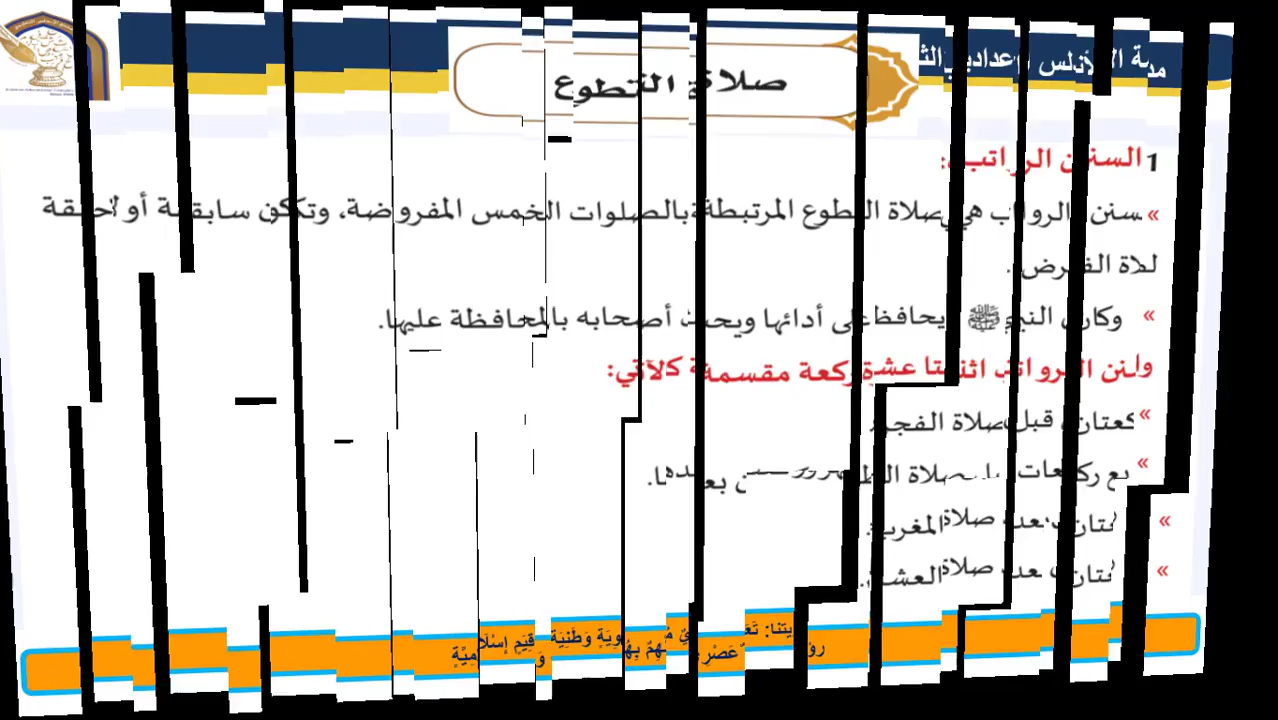 صلاة التطوع
1 السنن الرواتب:
» السنن الرواتب هي صلاة التطوع المرتبطة بالصلوات الخمس المفروضة، وتكون سابقة أو لاحقة
لصلاة الفرض.
» وكان النبي ﷺ يحافظ على أدائها ويحث أصحابه بالمحافظة عليها.
والسنن الرواتب اثنتا عشرة ركعة مقسمة كالآتي:
» ركعتان قبل صلاة الفجر
» أربع ركعات قبل صلاة الظهر وركعتان بعدها.
» ركعتان بعد صلاة المغرب.
» ركعتان بعد صلاة العشاء.